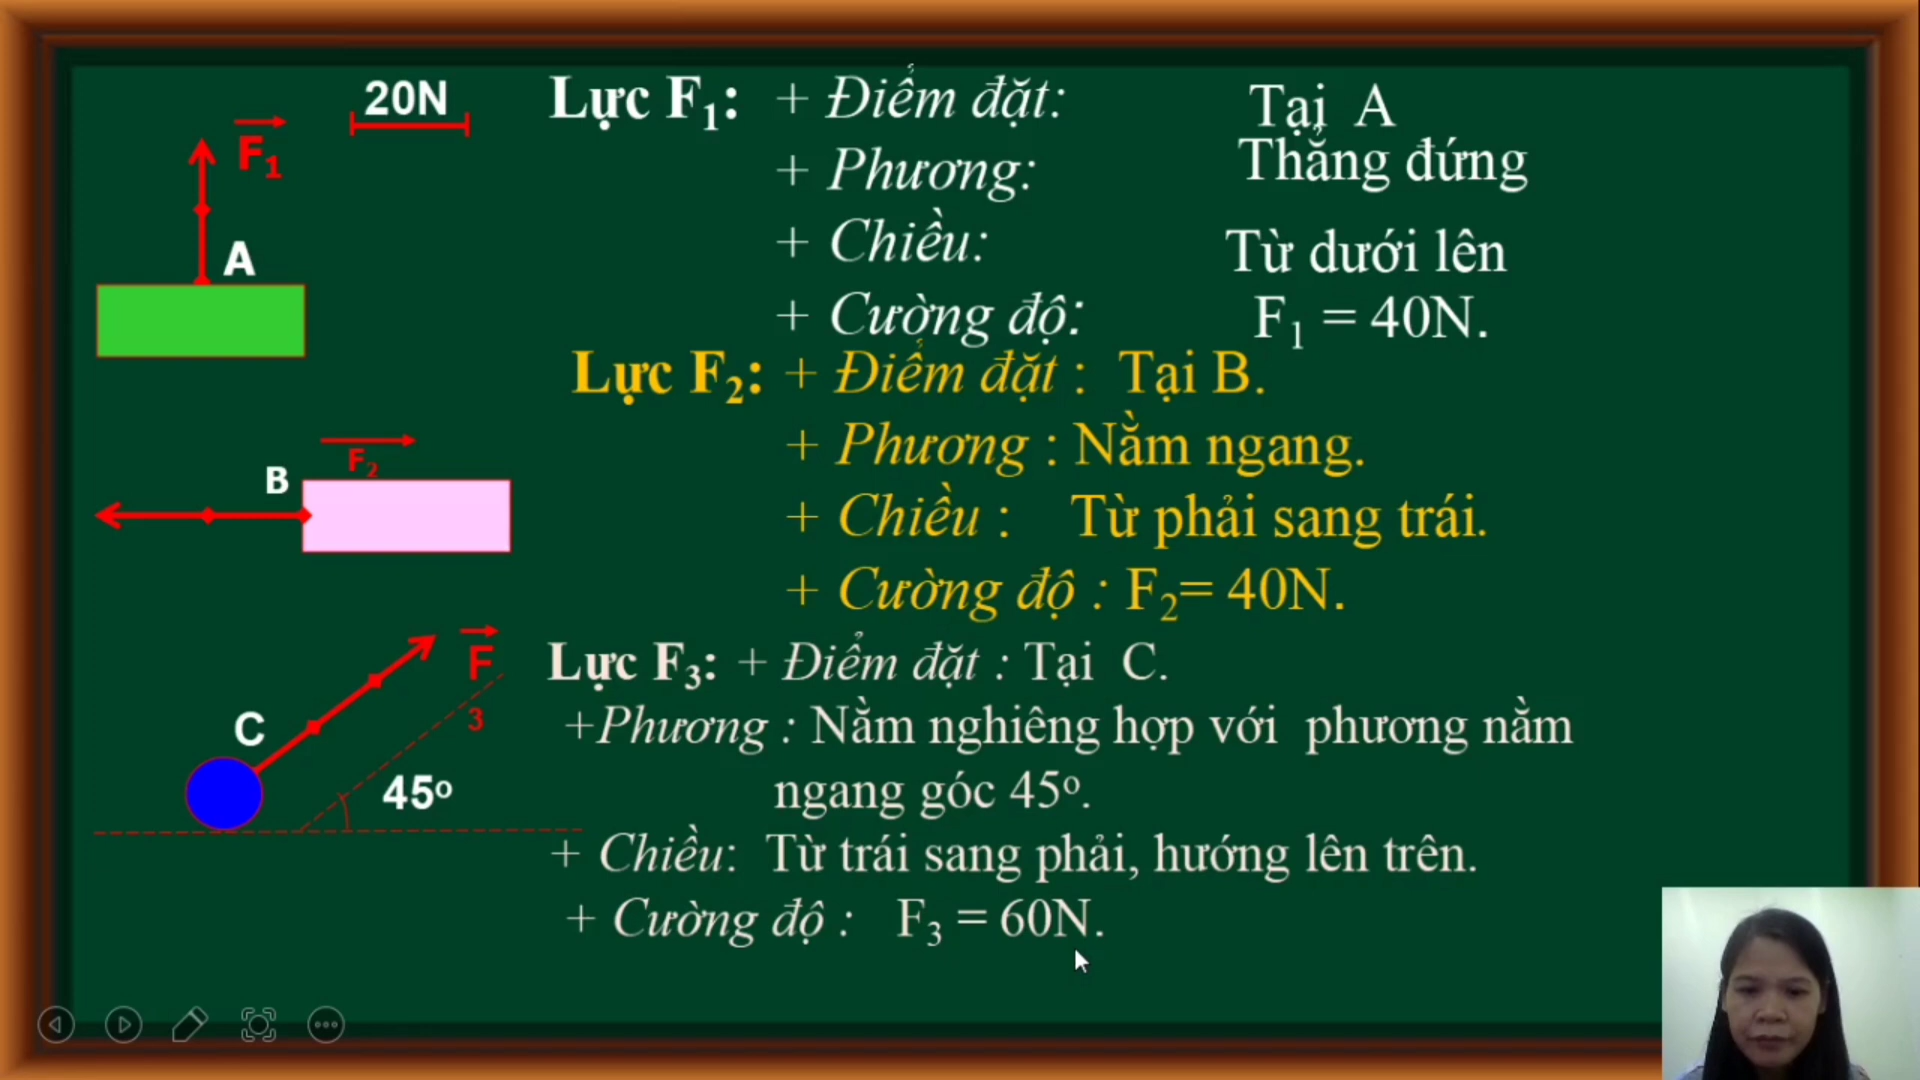 20N
F₁
A
Lực F₁: + Điểm đặt: Tại A
+ Phương: Thẳng đứng
+ Chiều: Từ dưới lên
+ Cường độ: F₁ = 40N.
Lực F₂: + Điểm đặt : Tại B.
+ Phương : Nằm ngang.
+ Chiều : Từ phải sang trái.
+ Cường độ : F₂= 40N.
F₂
B
Lực F₃: + Điểm đặt : Tại C.
+Phương : Nằm nghiêng hợp với phương nằm
ngang góc 45º.
+ Chiều: Từ trái sang phải, hướng lên trên.
+ Cường độ : F₃ = 60N.
F
3
C
45º